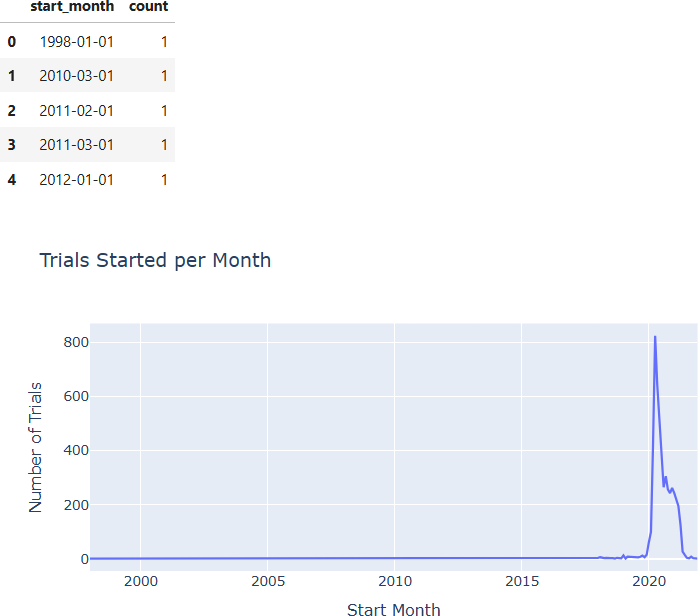 start_month count
0 1998-01-01 1
1 2010-03-01 1
2 2011-02-01 1
3 2011-03-01 1
4 2012-01-01 1
Trials Started per Month
800
600
400
200
0
Number of Trials
2000 2005 2010 2015 2020
Start Month